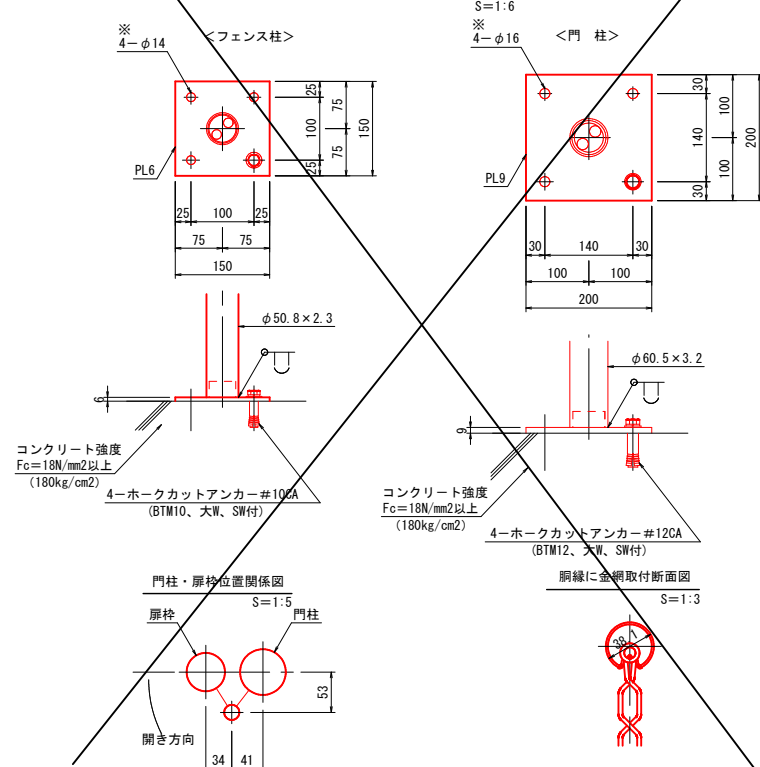 S=1:6
※
4－φ14
＜フェンス柱＞
25
100
25
75
75
150
PL6
25
100
25
75
75
150
※
4－φ16
＜門　柱＞
30
140
30
100
100
200
PL9
30
140
30
100
100
200
φ50.8×2.3
6
コンクリート強度
Fc＝18N/mm2以上
(180kg/cm2)
4－ホークカットアンカー#10CA
(BTM10、大W、SW付)
φ60.5×3.2
9
コンクリート強度
Fc＝18N/mm2以上
(180kg/cm2)
4－ホークカットアンカー#12CA
(BTM12、大W、SW付)
門柱・扉枠位置関係図
S＝1:5
扉枠
門柱
53
開き方向
34
41
胴縁に金網取付断面図
S＝1:3
38.1